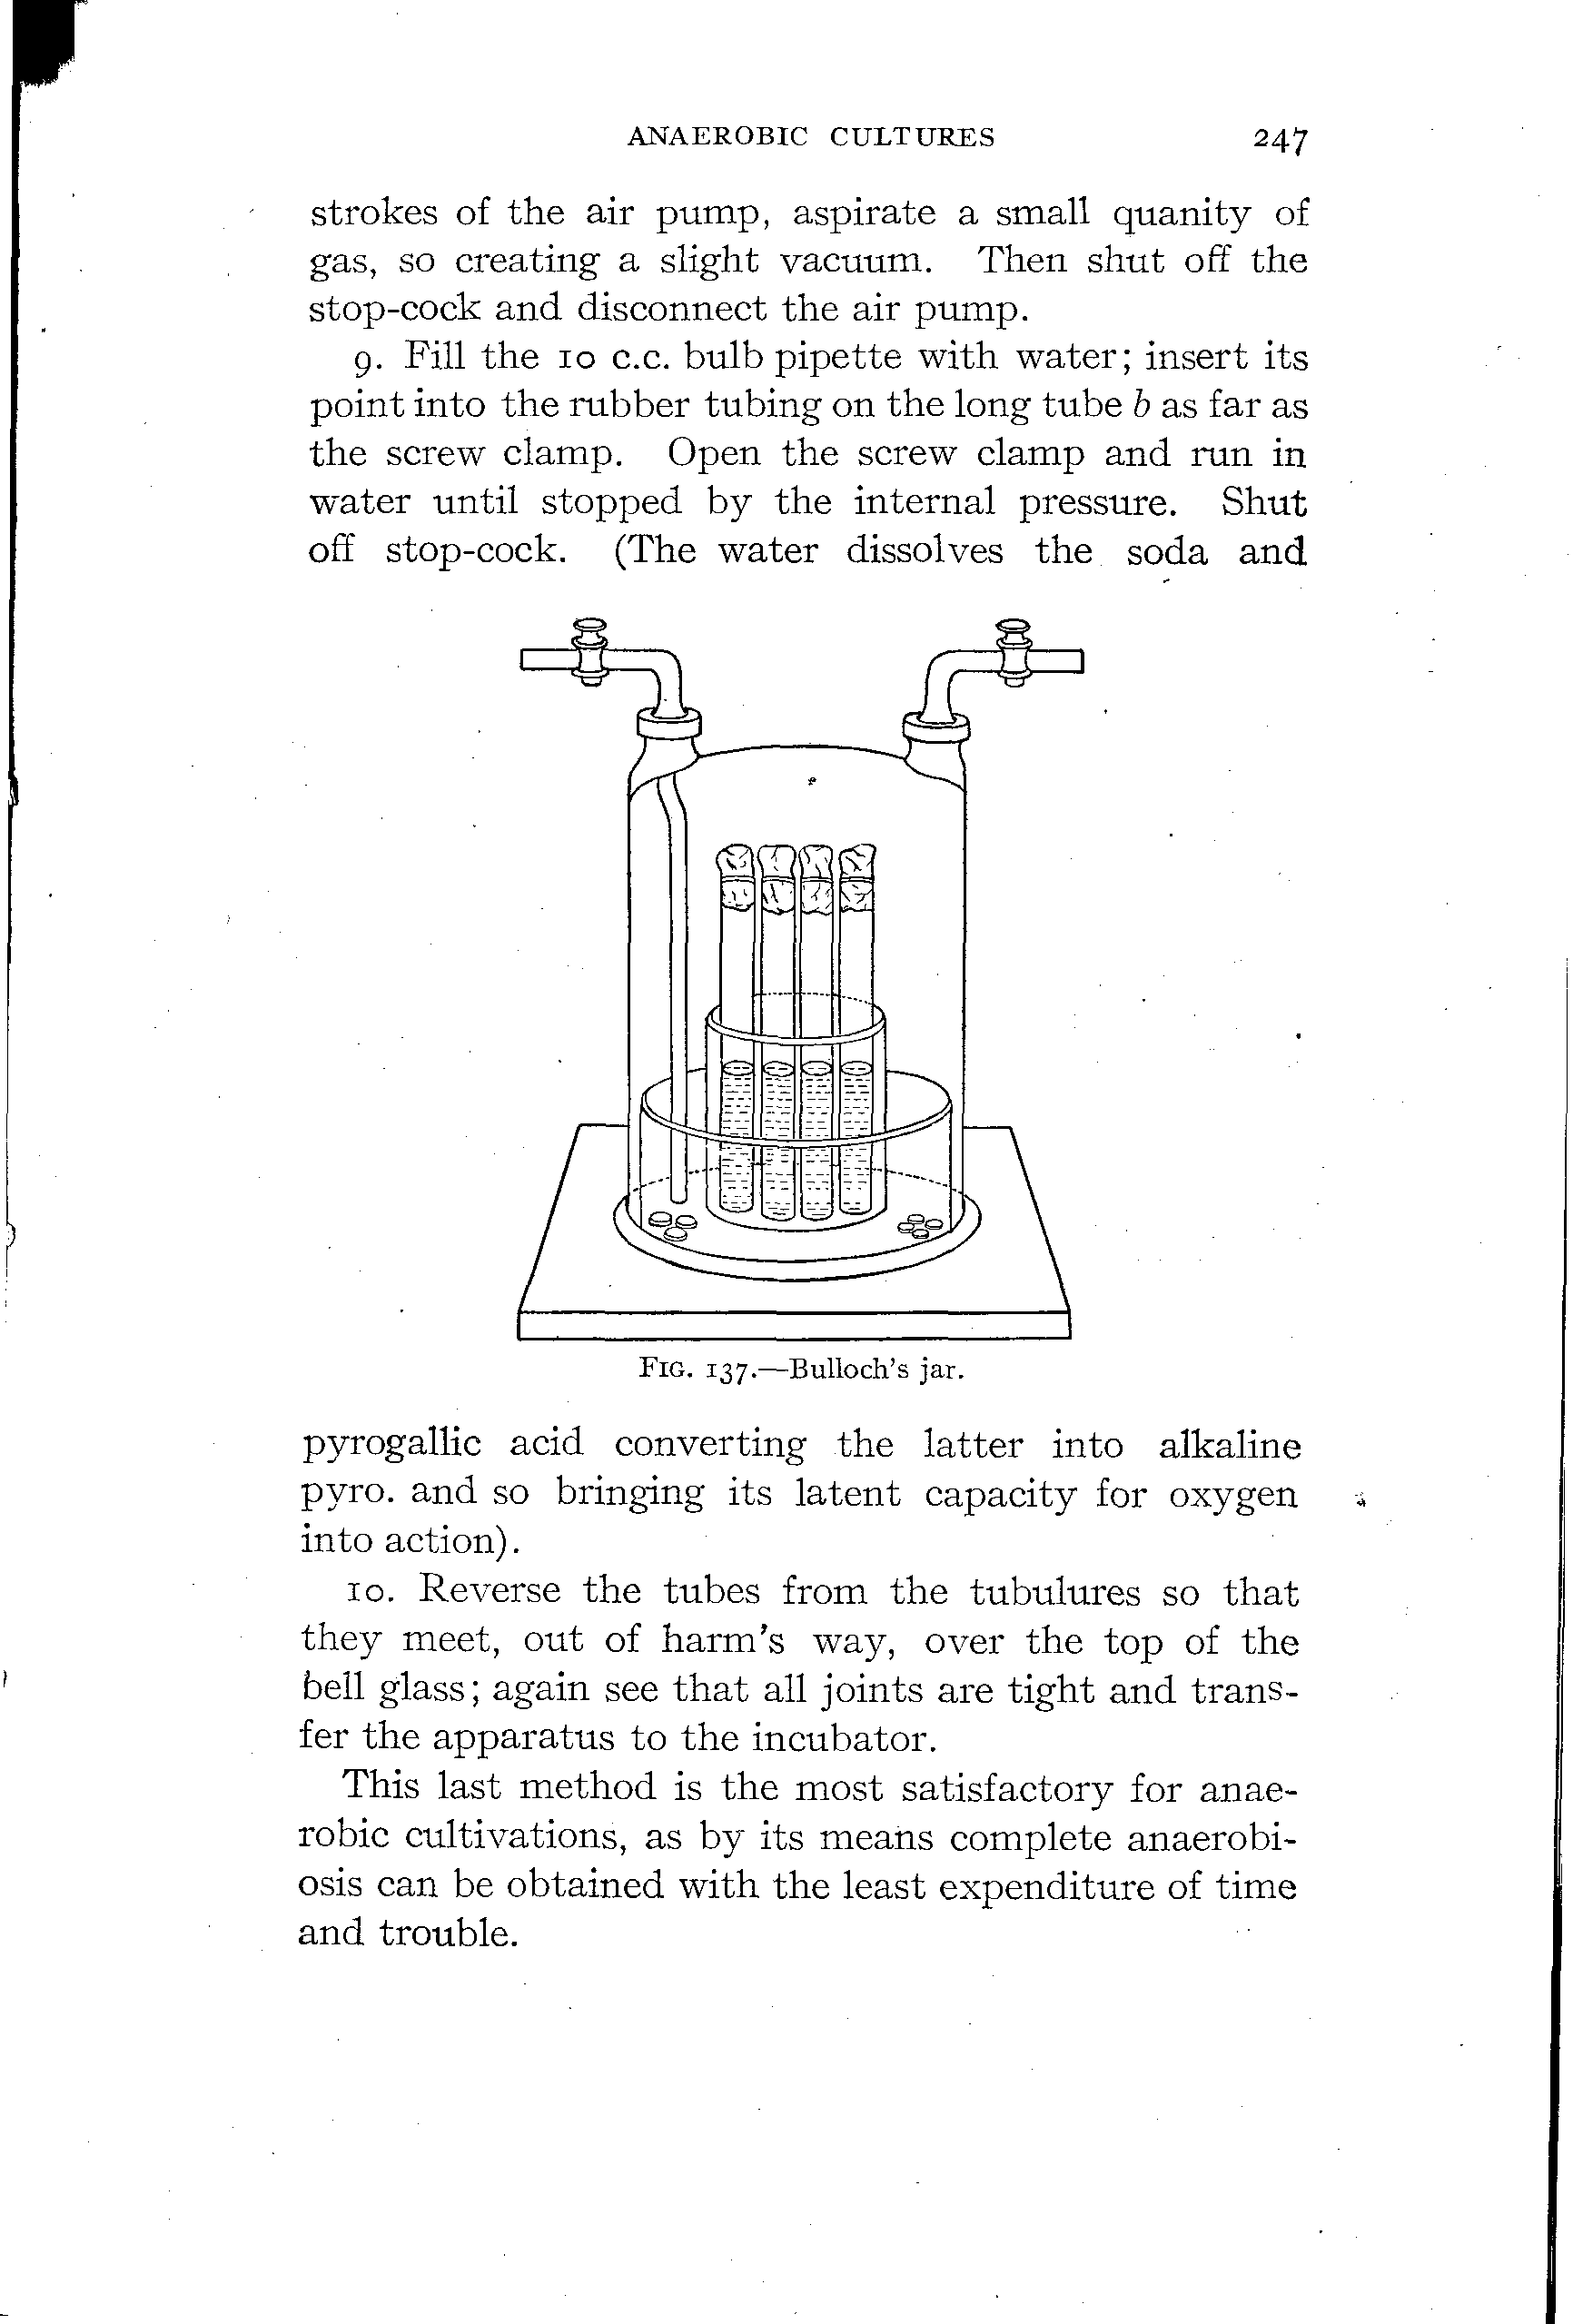 ANAEROBIC CULTURES 247
strokes of the air pump, aspirate a small quanity of
gas, so creating a slight vacuum. Then shut off the
stop-cock and disconnect the air pump.
9. Fill the 10 c.c. bulb pipette with water; insert its
point into the rubber tubing on the long tube b as far as
the screw clamp. Open the screw clamp and run in
water until stopped by the internal pressure. Shut
off stop-cock. (The water dissolves the soda and
FIG. 137.—Bulloch's jar.
pyrogallic acid converting the latter into alkaline
pyro. and so bringing its latent capacity for oxygen
into action).
10. Reverse the tubes from the tubulures so that
they meet, out of harm's way, over the top of the
bell glass; again see that all joints are tight and trans-
fer the apparatus to the incubator.
This last method is the most satisfactory for anae-
robic cultivations, as by its means complete anaerobi-
osis can be obtained with the least expenditure of time
and trouble.